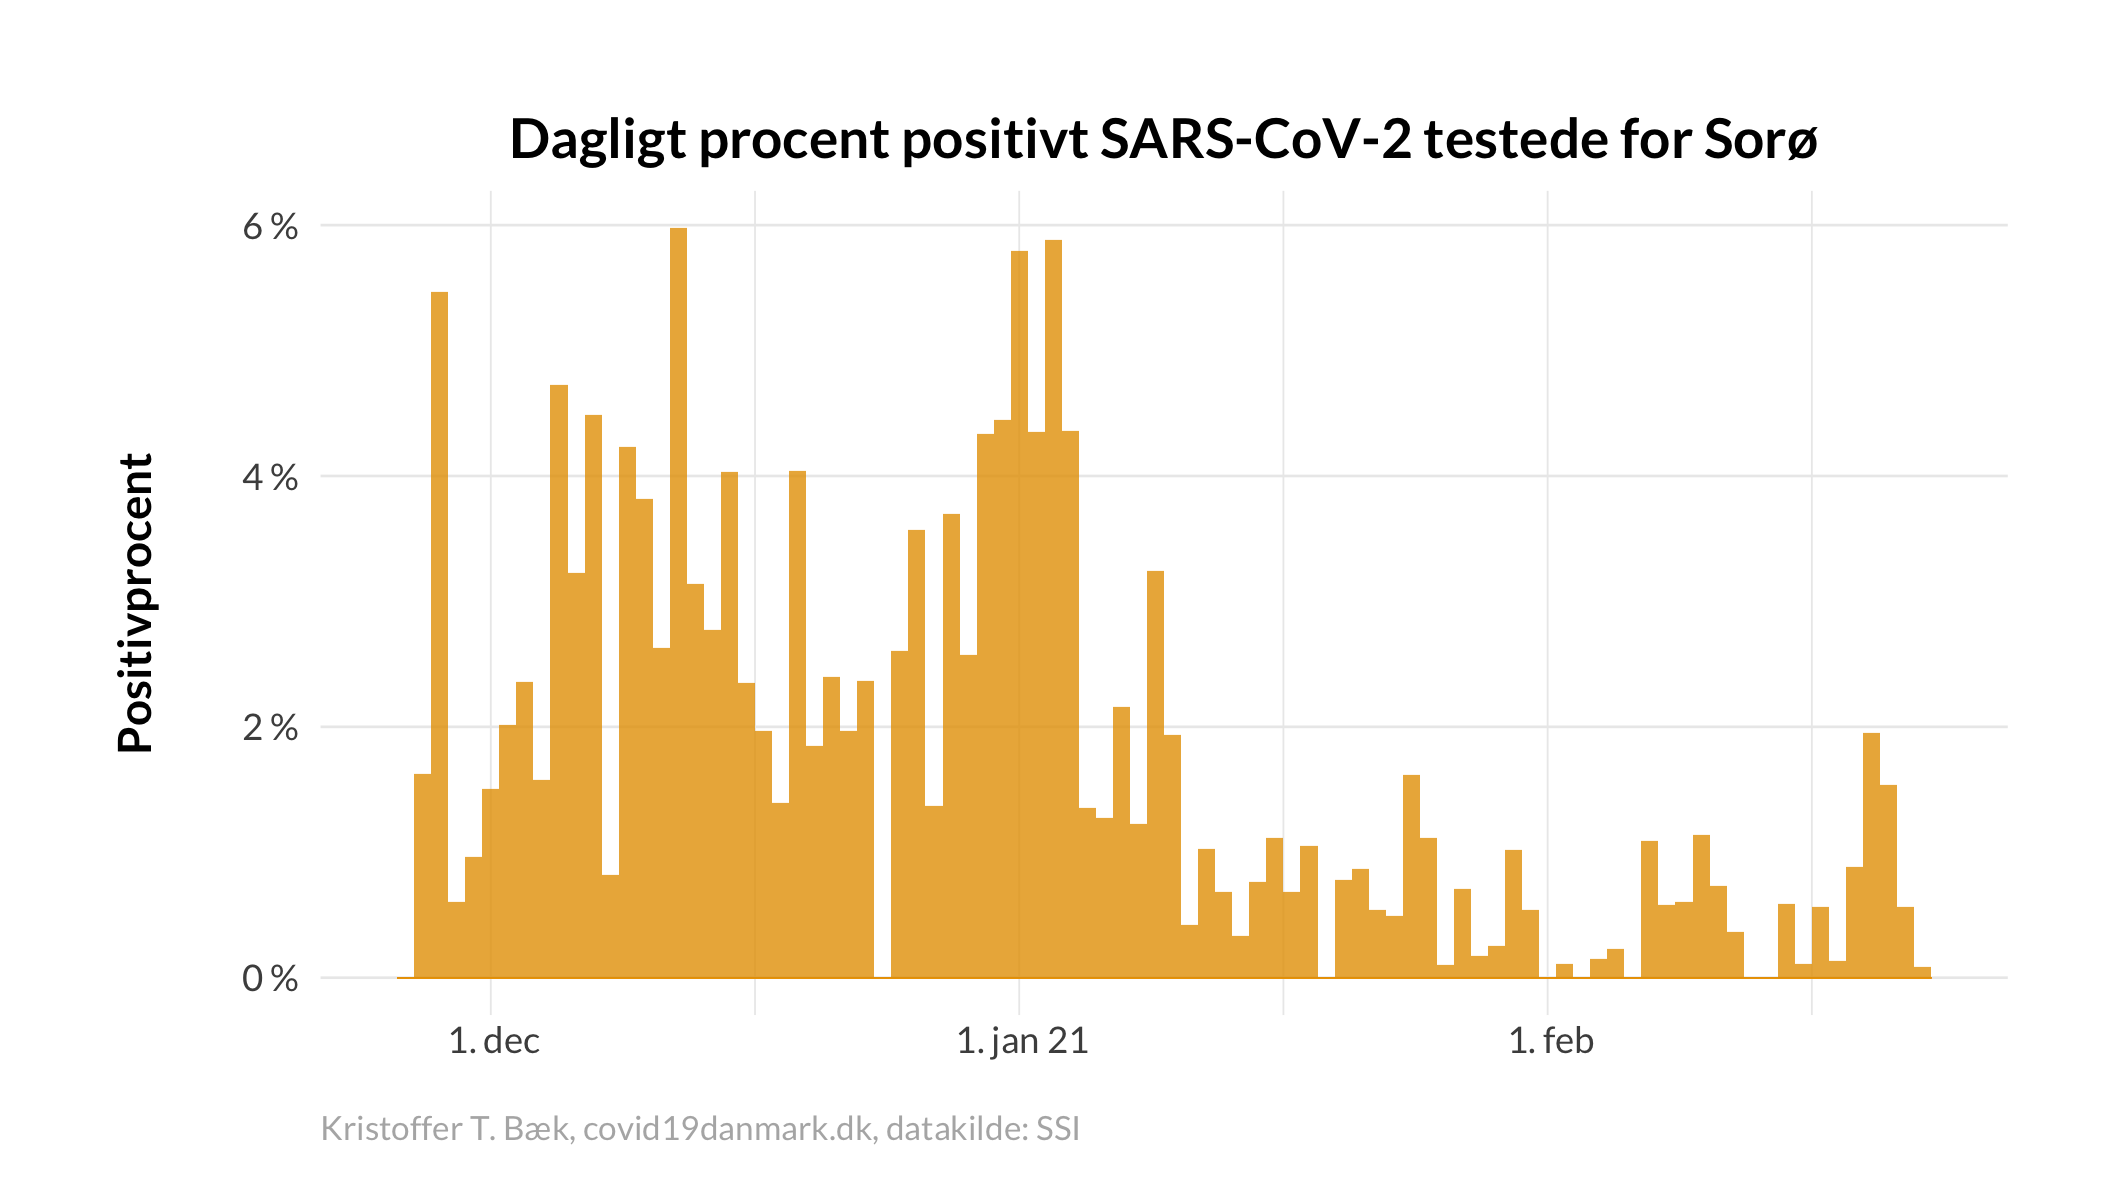 Dagligt procent positivt SARS-CoV-2 testede for Sorø
Positivprocent
6 %
4 %
2 %
0 %
1. dec
1. jan 21
1. feb
Kristoffer T. Bæk, covid19danmark.dk, datakilde: SSI